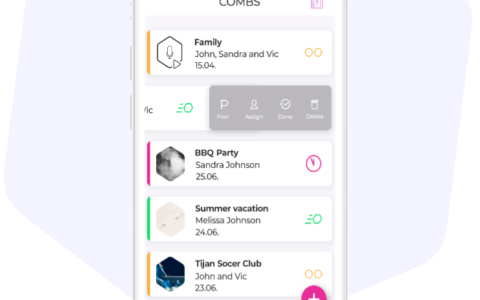 COMBS
Family
John, Sandra and Vic
15.04.
Vic
Pool Assign Done Delete
BBQ Party
Sandra Johnson
25.06.
Summer vacation
Melissa Johnson
24.06.
Tijan Socer Club
John and Vic
23.06.